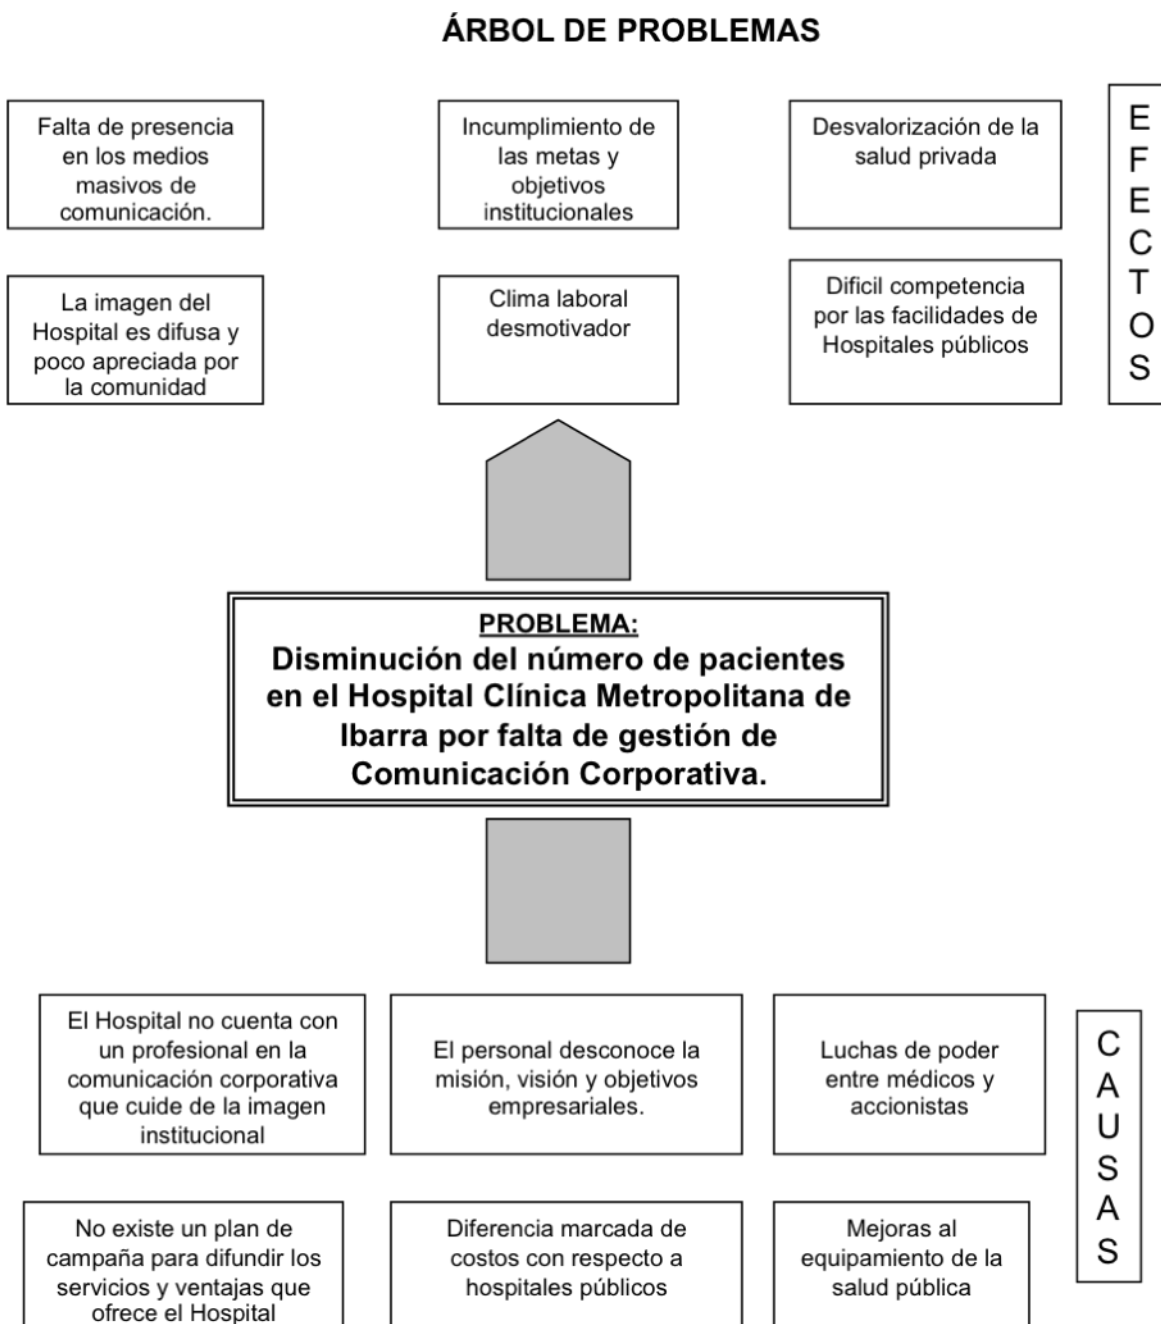 ÁRBOL DE PROBLEMAS
Falta de presencia
en los medios
masivos de
comunicación.
Incumplimiento de
las metas y
objetivos
institucionales
Desvalorización de la
salud privada
La imagen del
Hospital es difusa y
poco apreciada por
la comunidad
Clima laboral
desmotivador
Dificil competencia
por las facilidades de
Hospitales públicos
E
F
E
C
T
O
S
PROBLEMA:
Disminución del número de pacientes
en el Hospital Clínica Metropolitana de
Ibarra por falta de gestión de
Comunicación Corporativa.
El Hospital no cuenta con
un profesional en la
comunicación corporativa
que cuide de la imagen
institucional
El personal desconoce la
misión, visión y objetivos
empresariales.
Luchas de poder
entre médicos y
accionistas
No existe un plan de
campaña para difundir los
servicios y ventajas que
ofrece el Hospital
Diferencia marcada de
costos con respecto a
hospitales públicos
Mejoras al
equipamiento de la
salud pública
C
A
U
S
A
S